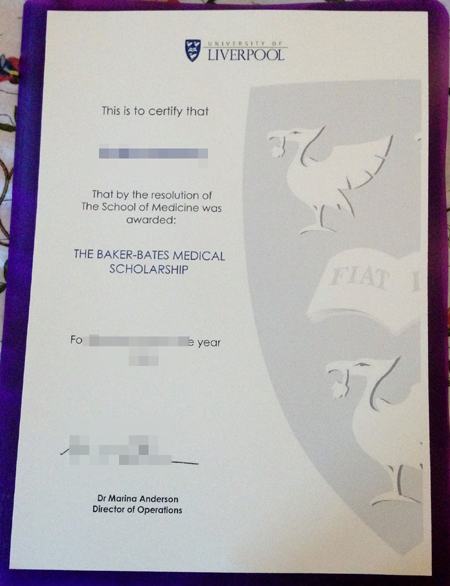 UNIVERSITY OF
LIVERPOOL
This is to certify that
That by the resolution of
The School of Medicine was
awarded:
THE BAKER-BATES MEDICAL
SCHOLARSHIP
FIAT
year
Dr Marina Anderson
Director of Operations